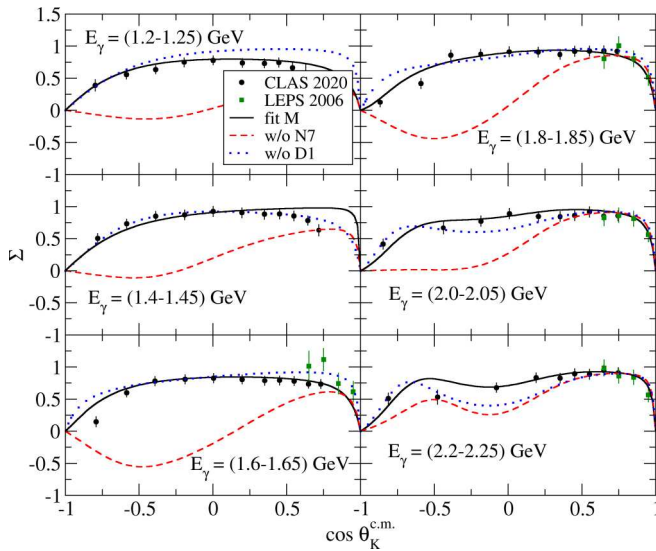 1.5
1
0.5
0
-0.5
-1
E_γ = (1.2-1.25) GeV
CLAS 2020
LEPS 2006
fit M
w/o N7
w/o D1
E_γ = (1.8-1.85) GeV
Σ
1
0.5
0
-0.5
-1
E_γ = (1.4-1.45) GeV
E_γ = (2.0-2.05) GeV
1
0.5
0
-0.5
-1
E_γ = (1.6-1.65) GeV
E_γ = (2.2-2.25) GeV
-1 -0.5 0 0.5 -1 -0.5 0 0.5 1
cos θ_K^c.m.